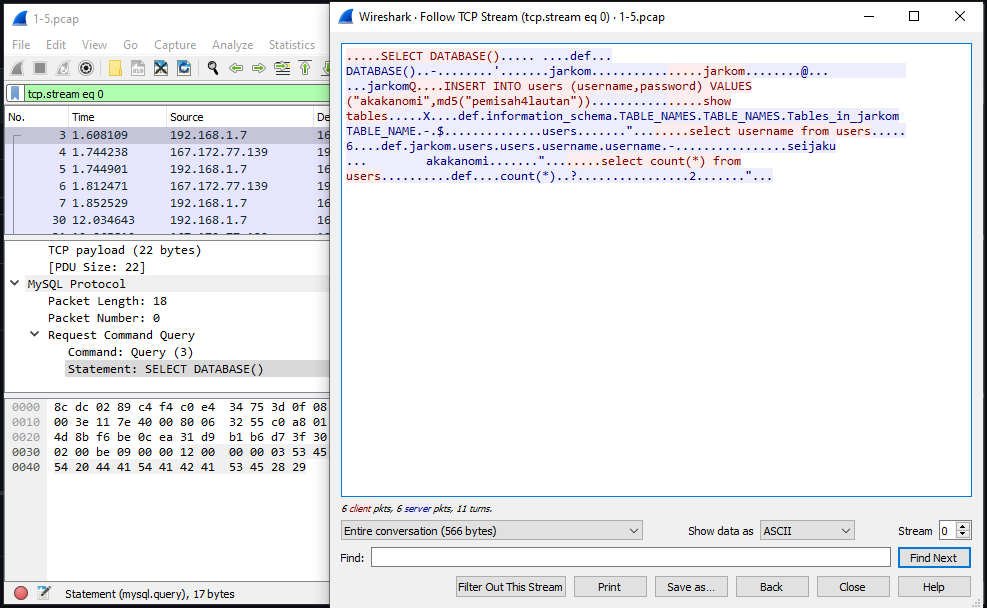 1-5.pcap
File Edit View Go Capture Analyze Statistics
tcp.stream eq 0
No. Time Source De
3 1.608109 192.168.1.7 16
4 1.744238 167.172.77.139 19
5 1.744901 192.168.1.7 16
6 1.812471 167.172.77.139 19
7 1.852529 192.168.1.7 16
30 12.034643 192.168.1.7 16
TCP payload (22 bytes)
[PDU Size: 22]
MySQL Protocol
Packet Length: 18
Packet Number: 0
Request Command Query
Command: Query (3)
Statement: SELECT DATABASE()
0000 8c dc 02 89 c4 f4 c0 e4 34 75 3d 0f 08
0010 00 3e 11 7e 40 00 80 06 32 55 c0 a8 01
0020 4d 8b f6 be 0c ea 31 d9 b1 b6 d7 3f 30
0030 02 00 be 09 00 00 12 00 00 00 03 53 45
0040 54 20 44 41 54 41 42 41 53 45 28 29
Statement (mysql.query), 17 bytes
Wireshark · Follow TCP Stream (tcp.stream eq 0) · 1-5.pcap
.....SELECT DATABASE()..... ....def...
DATABASE()..-........'.......jarkom................jarkom........@...
...jarkomQ....INSERT INTO users (username,password) VALUES
("akakanomi",md5("pemisah4lautan"))................show
tables.....X....def.information_schema.TABLE_NAMES.TABLE_NAMES.Tables_in_jarkom
TABLE_NAME.-.$..............users......."........select username from users.....
6....def.jarkom.users.users.username.username.-................seijaku
... akakanomi......."........select count(*) from
users..........def....count(*)..?................2......."...
6 client pkts, 6 server pkts, 11 turns.
Entire conversation (566 bytes) Show data as ASCII Stream 0
Find: Find Next
Filter Out This Stream Print Save as... Back Close Help